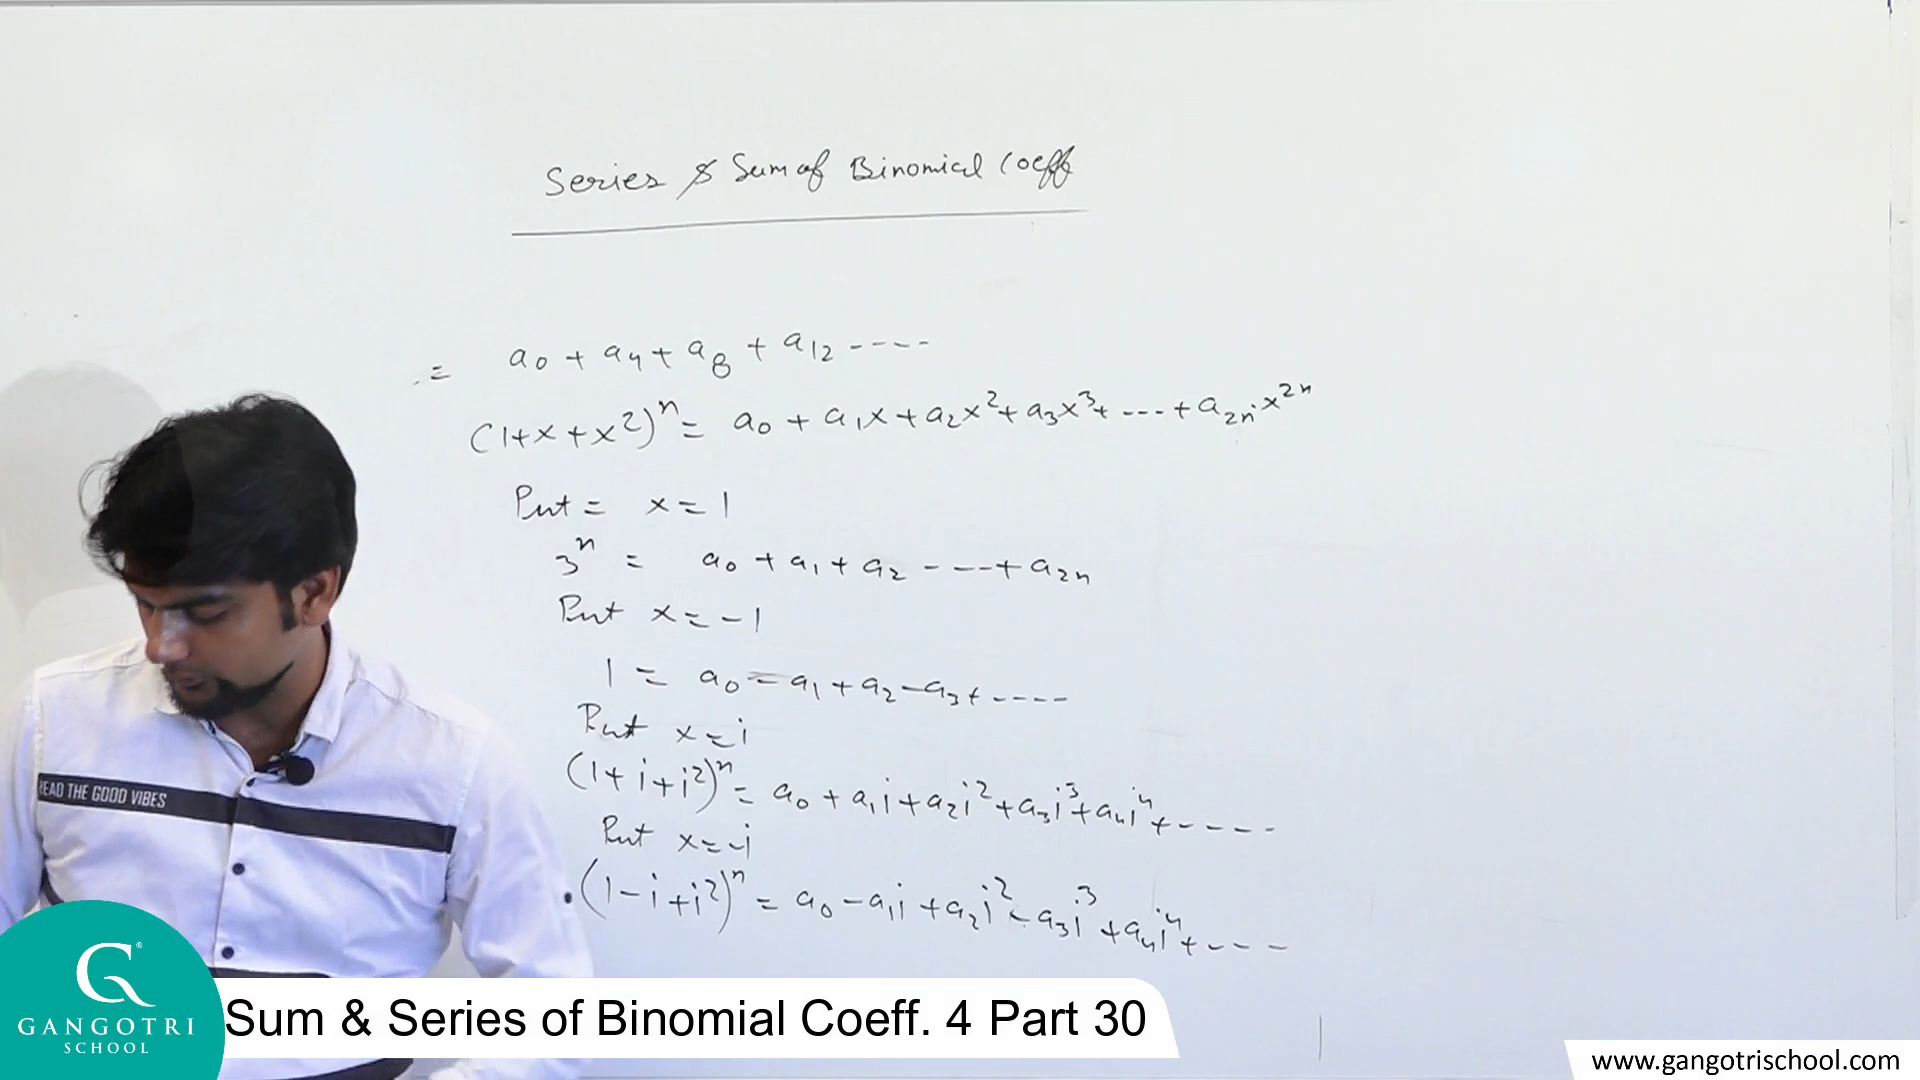 Series & Sum of Binomial Coeff
= a₀ + a₄ + a₈ + a₁₂ ----
(1+x+x²)ⁿ = a₀ + a₁x + a₂x² + a₃x³ + --- + a₂ₙ·x²ⁿ
Put = x = 1
3ⁿ = a₀ + a₁ + a₂ ---- + a₂ₙ
Put x = -1
1 = a₀ - a₁ + a₂ - a₃ + ----
Put x = i
(1+i+i²)ⁿ = a₀ + a₁i + a₂i² + a₃i³ + a₄i⁴ + -----
Put x = -i
(1-i+i²)ⁿ = a₀ - a₁i + a₂i² - a₃i³ + a₄i⁴ + ---
READ THE GOOD VIBES
G®
GANGOTRI
SCHOOL
Sum & Series of Binomial Coeff. 4 Part 30
www.gangotrischool.com